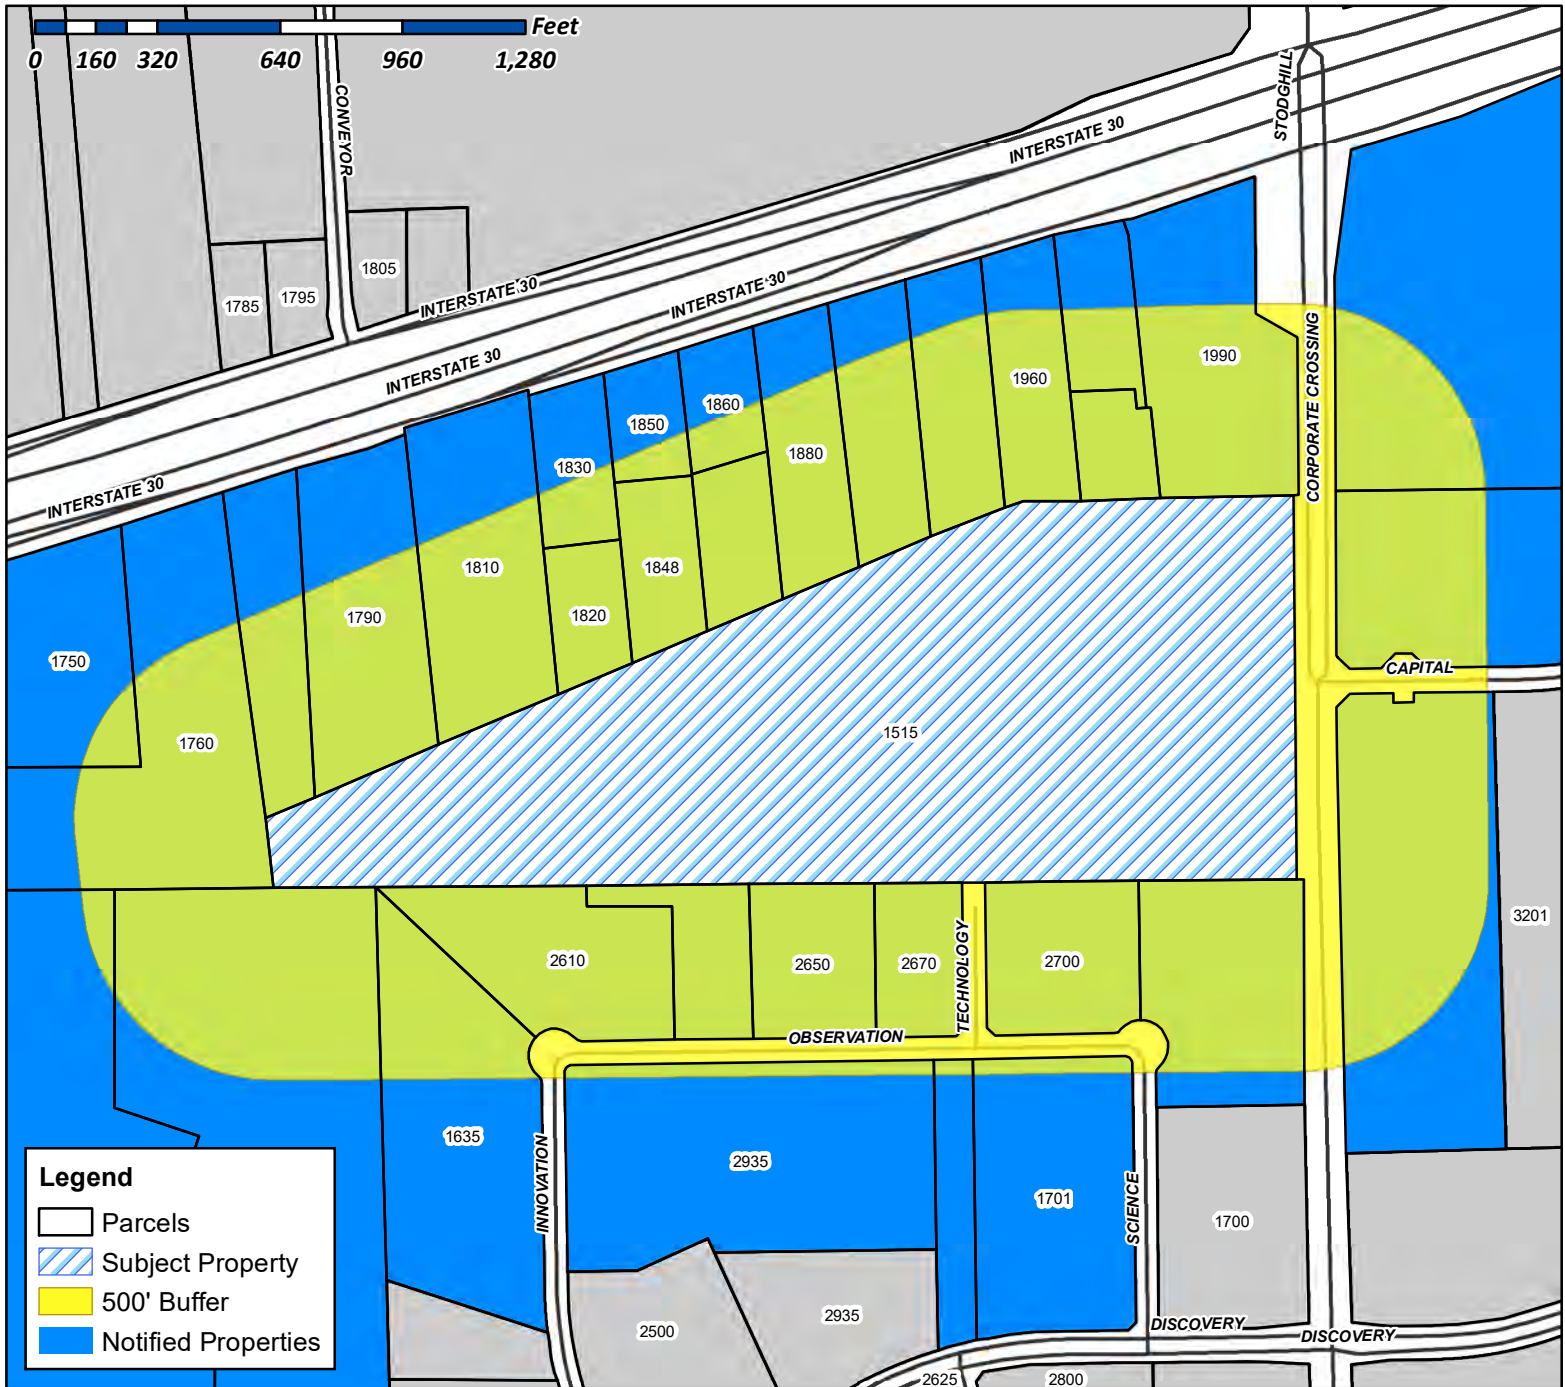 Feet
0 160 320 640 960 1,280
CONVEYOR
STODGHILL
INTERSTATE 30
1805
1785
1795
INTERSTATE 30
INTERSTATE 30
INTERSTATE 30
INTERSTATE 30
CORPORATE CROSSING
1990
1960
1860
1850
1880
1830
1810
1848
1820
1790
1750
1760
CAPITAL
1515
3201
2610
2650
2670
TECHNOLOGY
2700
OBSERVATION
1635
INNOVATION
2935
1701
SCIENCE
1700
2500
2935
DISCOVERY
DISCOVERY
2625
2800
Legend
Parcels
Subject Property
500' Buffer
Notified Properties